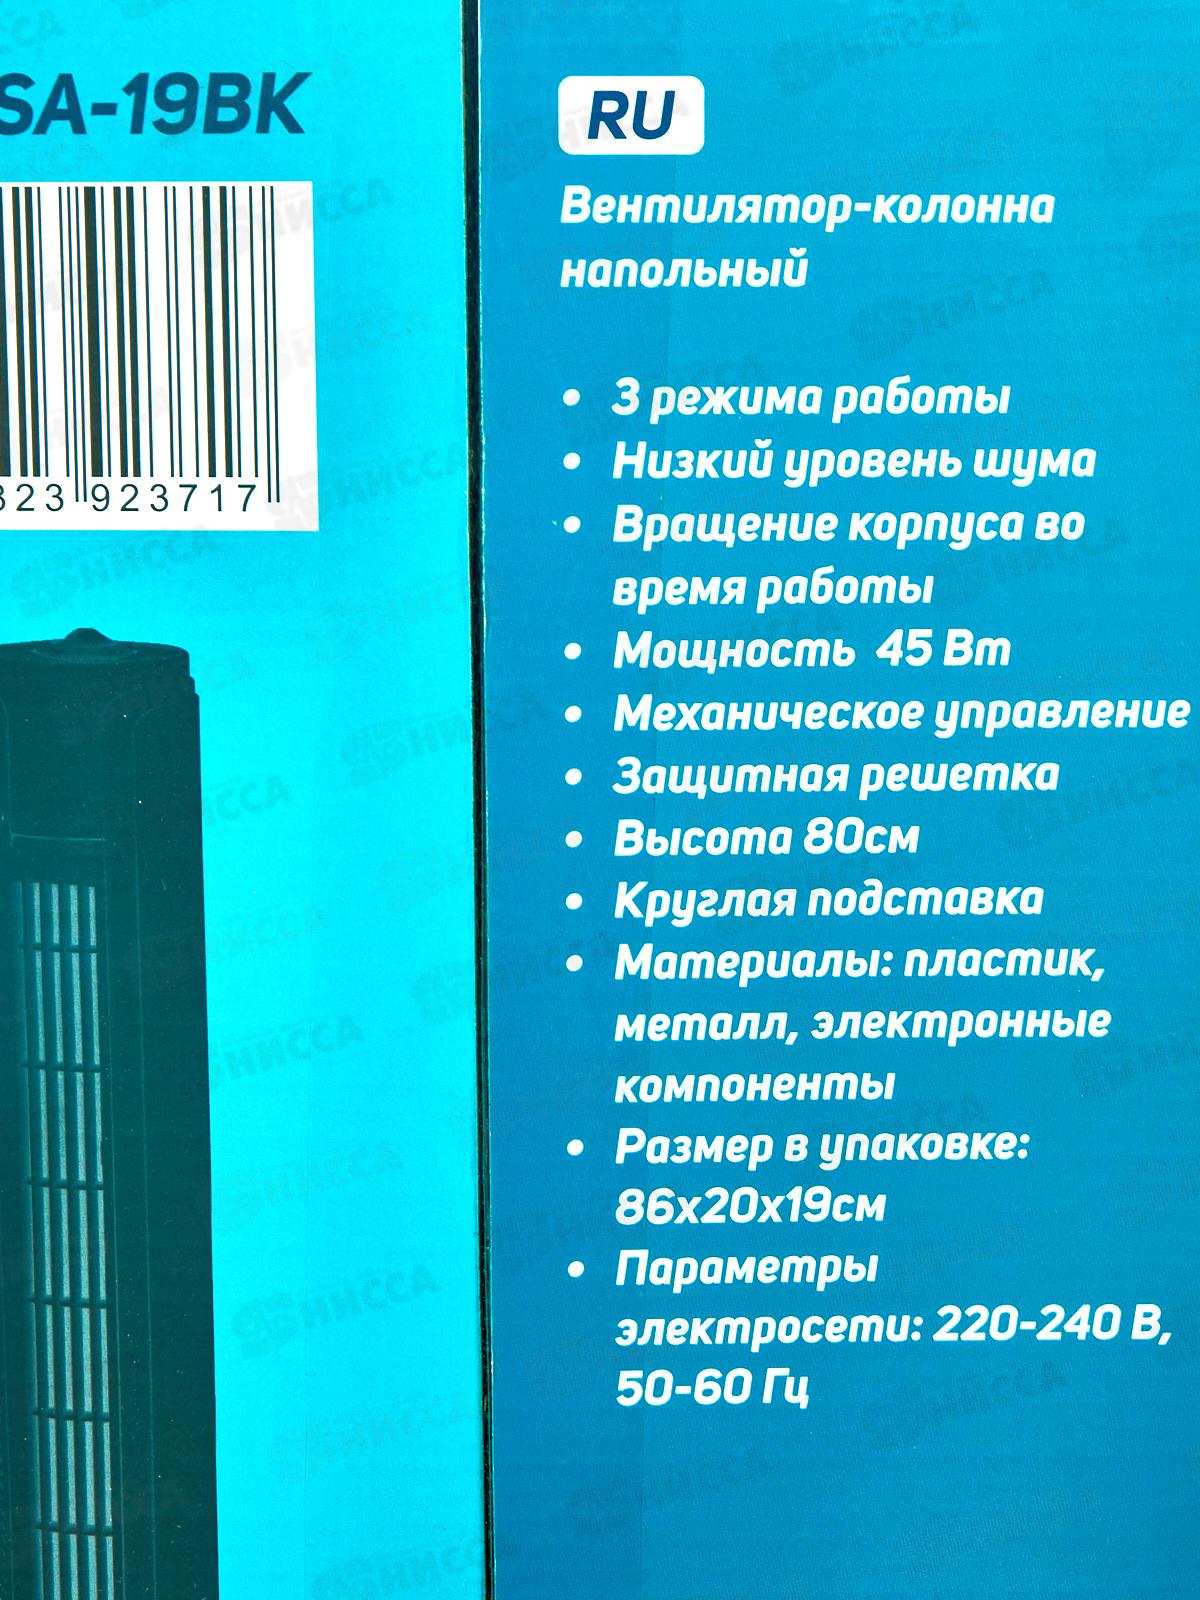 SA-19BK
23 923717
RU
Вентилятор-колонна
напольный
• 3 режима работы
• Низкий уровень шума
• Вращение корпуса во
время работы
• Мощность 45 Вт
• Механическое управление
• Защитная решетка
• Высота 80см
• Круглая подставка
• Материалы: пластик,
металл, электронные
компоненты
• Размер в упаковке:
86х20х19см
• Параметры
электросети: 220-240 В,
50-60 Гц